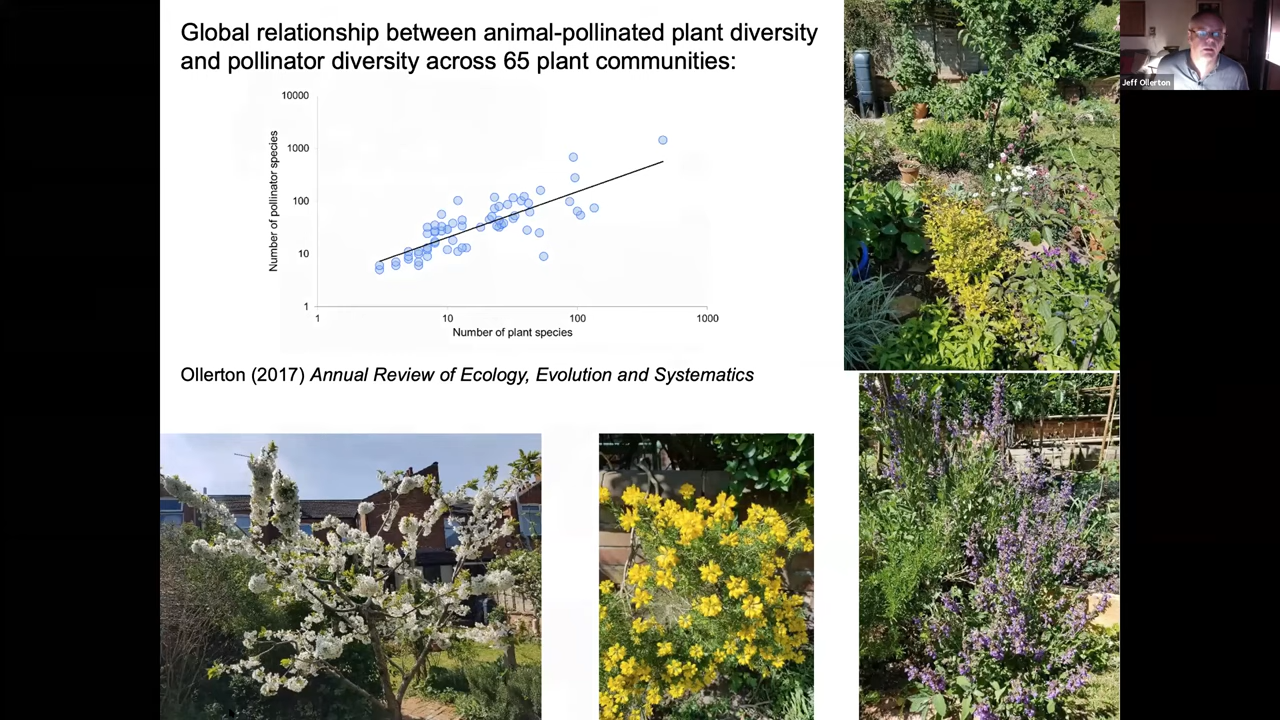 Global relationship between animal-pollinated plant diversity
and pollinator diversity across 65 plant communities:
Jeff Ollerton
10000
1000
100
10
1
Number of pollinator species
1
10
100
1000
Number of plant species
Ollerton (2017) Annual Review of Ecology, Evolution and Systematics